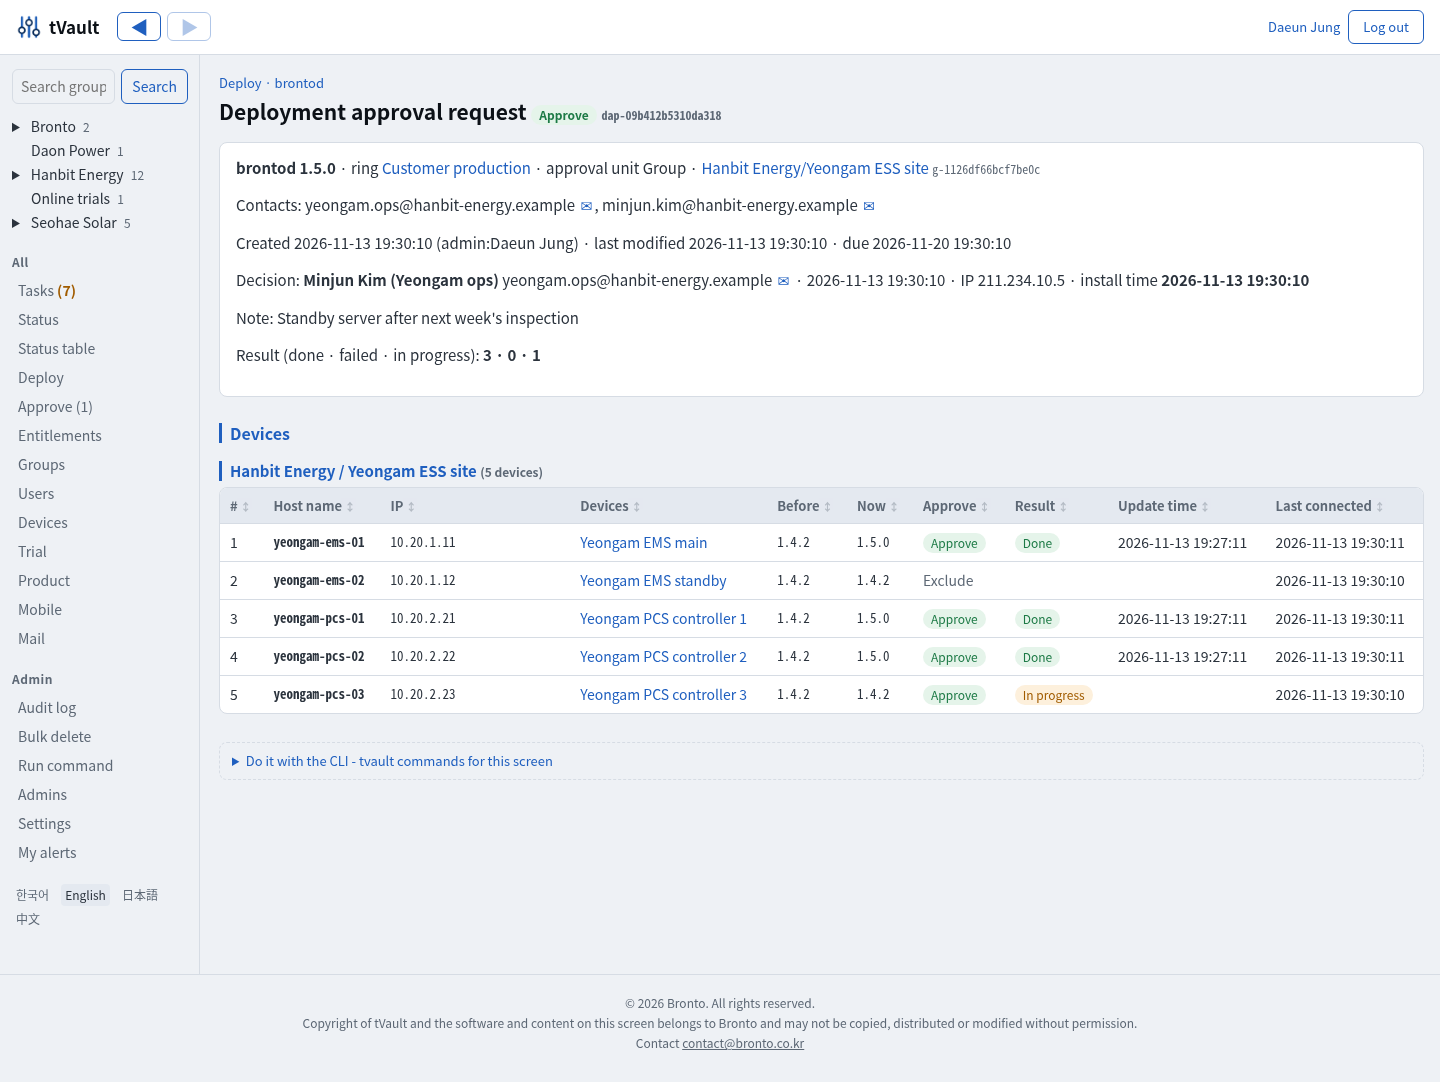 tVault
◀ ▶
Daeun Jung
Log out
Search group
Search
▶ Bronto 2
Daon Power 1
▶ Hanbit Energy 12
Online trials 1
▶ Seohae Solar 5
All
Tasks (7)
Status
Status table
Deploy
Approve (1)
Entitlements
Groups
Users
Devices
Trial
Product
Mobile
Mail
Admin
Audit log
Bulk delete
Run command
Admins
Settings
My alerts
한국어 English 日本語
中文
Deploy · brontod
Deployment approval request Approve dap-09b412b5310da318
brontod 1.5.0 · ring Customer production · approval unit Group · Hanbit Energy/Yeongam ESS site g-1126df66bcf7be0c
Contacts: yeongam.ops@hanbit-energy.example ✉, minjun.kim@hanbit-energy.example ✉
Created 2026-11-13 19:30:10 (admin:Daeun Jung) · last modified 2026-11-13 19:30:10 · due 2026-11-20 19:30:10
Decision: Minjun Kim (Yeongam ops) yeongam.ops@hanbit-energy.example ✉ · 2026-11-13 19:30:10 · IP 211.234.10.5 · install time 2026-11-13 19:30:10
Note: Standby server after next week's inspection
Result (done · failed · in progress): 3 · 0 · 1
Devices
Hanbit Energy / Yeongam ESS site (5 devices)
# ↕ Host name ↕ IP ↕ Devices ↕ Before ↕ Now ↕ Approve ↕ Result ↕ Update time ↕ Last connected ↕
1 yeongam-ems-01 10.20.1.11 Yeongam EMS main 1.4.2 1.5.0 Approve Done 2026-11-13 19:27:11 2026-11-13 19:30:11
2 yeongam-ems-02 10.20.1.12 Yeongam EMS standby 1.4.2 1.4.2 Exclude 2026-11-13 19:30:10
3 yeongam-pcs-01 10.20.2.21 Yeongam PCS controller 1 1.4.2 1.5.0 Approve Done 2026-11-13 19:27:11 2026-11-13 19:30:11
4 yeongam-pcs-02 10.20.2.22 Yeongam PCS controller 2 1.4.2 1.5.0 Approve Done 2026-11-13 19:27:11 2026-11-13 19:30:11
5 yeongam-pcs-03 10.20.2.23 Yeongam PCS controller 3 1.4.2 1.4.2 Approve In progress 2026-11-13 19:30:10
▶ Do it with the CLI - tvault commands for this screen
© 2026 Bronto. All rights reserved.
Copyright of tVault and the software and content on this screen belongs to Bronto and may not be copied, distributed or modified without permission.
Contact contact@bronto.co.kr